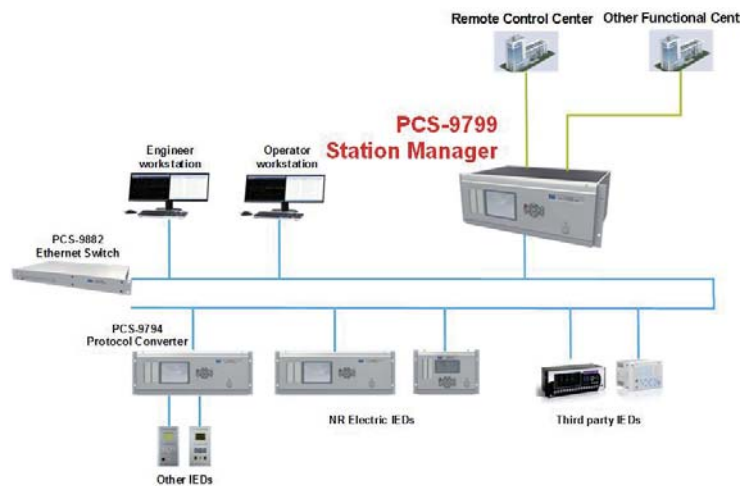 Remote Control Center
Other Functional Cent
PCS-9799
Station Manager
Engineer
workstation
Operator
workstation
PCS-9882
Ethernet Switch
PCS-9794
Protocol Converter
NR Electric IEDs
Third party IEDs
Other IEDs